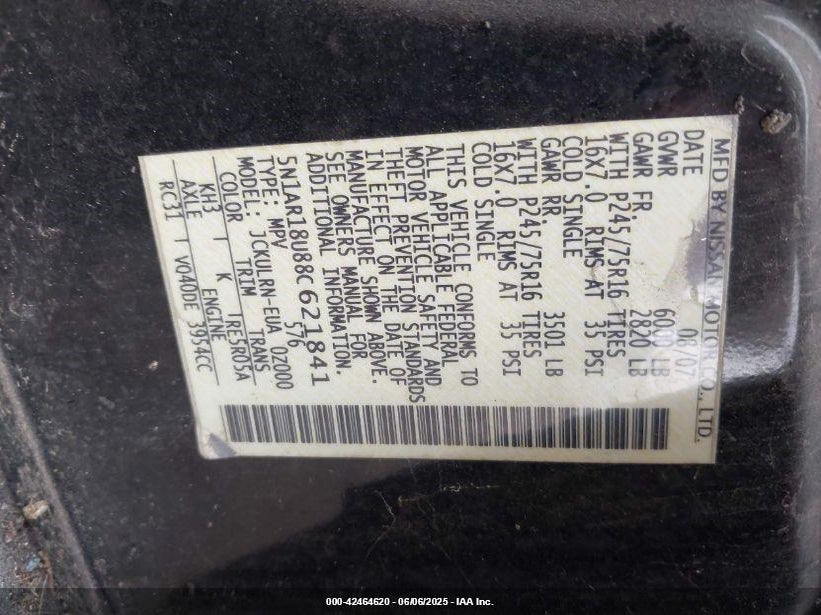 MFD BY NISSAN MOTOR CO., LTD.
DATE 08/07
GVWR LB
GAWR FR. 2820 LB
WITH P245/75R16 TIRES
16X7.0 RIMS AT 35 PSI
COLD SINGLE
GAWR RR 3501 LB
WITH P245/75R16 TIRES
16X7.0 RIMS AT 35 PSI
COLD SINGLE
THIS VEHICLE CONFORMS TO
ALL APPLICABLE FEDERAL
MOTOR VEHICLE SAFETY AND
THEFT PREVENTION STANDARDS
IN EFFECT ON THE DATE OF
MANUFACTURE SHOWN ABOVE.
SEE OWNERS MANUAL FOR
ADDITIONAL INFORMATION.
5N1AR18U88C621841
TYPE: MPV 576
MODEL: JCKULRN-EUA DZ000
COLOR TRIM TRANS
KH3 | K | RE5R05A
AXLE ENGINE
RC31 | VQ40DE 3954CC
000-42464620 - 06/06/2025 - IAA Inc.